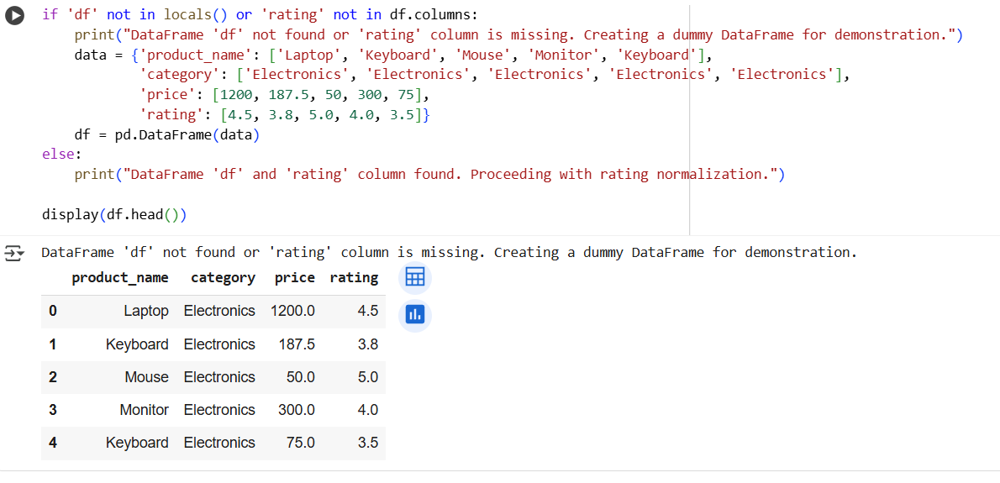 if 'df' not in locals() or 'rating' not in df.columns:
    print("DataFrame 'df' not found or 'rating' column is missing. Creating a dummy DataFrame for demonstration.")
    data = {'product_name': ['Laptop', 'Keyboard', 'Mouse', 'Monitor', 'Keyboard'],
            'category': ['Electronics', 'Electronics', 'Electronics', 'Electronics', 'Electronics'],
            'price': [1200, 187.5, 50, 300, 75],
            'rating': [4.5, 3.8, 5.0, 4.0, 3.5]}
    df = pd.DataFrame(data)
else:
    print("DataFrame 'df' and 'rating' column found. Proceeding with rating normalization.")
display(df.head())
DataFrame 'df' not found or 'rating' column is missing. Creating a dummy DataFrame for demonstration.
product_name category price rating
0 Laptop Electronics 1200.0 4.5
1 Keyboard Electronics 187.5 3.8
2 Mouse Electronics 50.0 5.0
3 Monitor Electronics 300.0 4.0
4 Keyboard Electronics 75.0 3.5